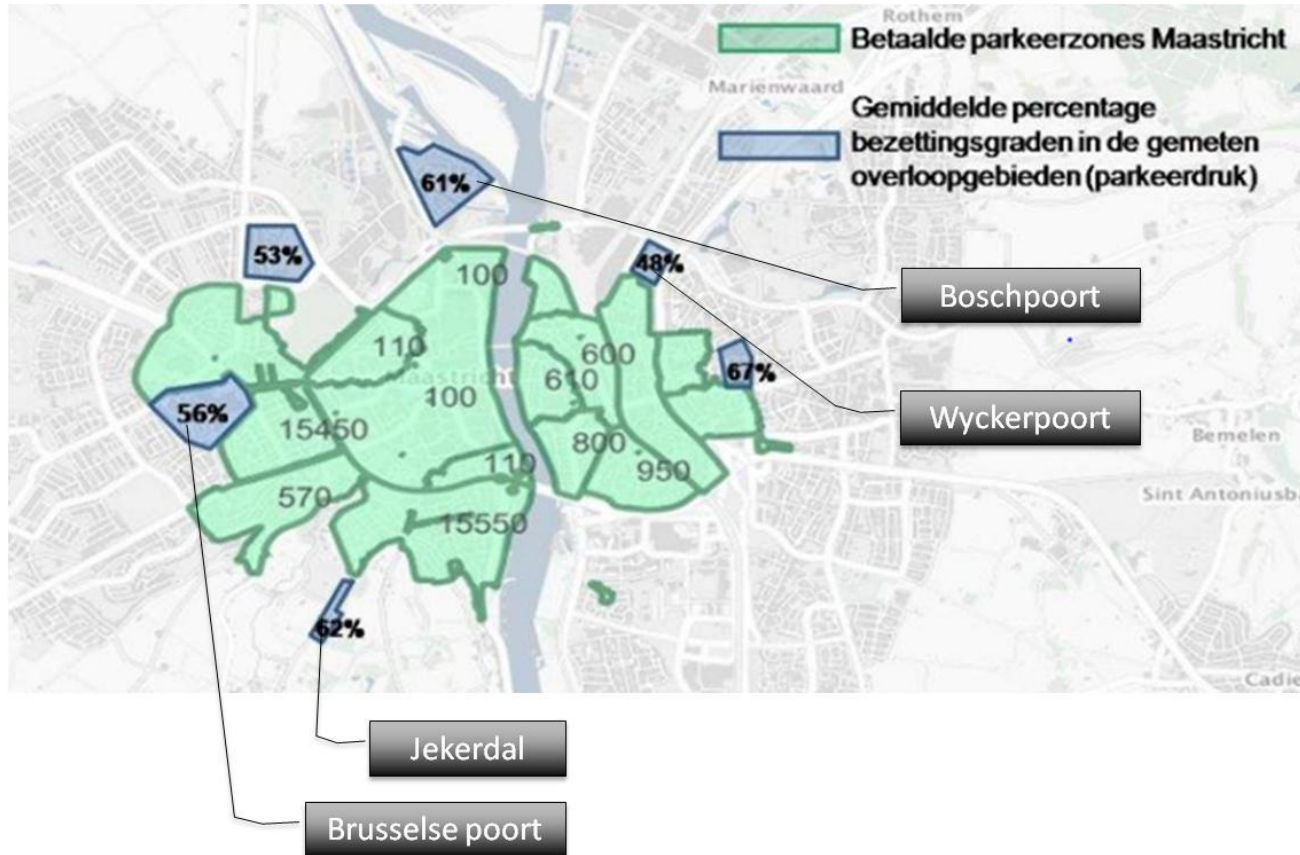 Rothem
Betaalde parkeerzones Maastricht
Mariënwaard
Gemiddelde percentage
bezettingsgraden in de gemeten
overloopgebieden (parkeerdruk)
61%
53%
48%
100
Boschpoort
110
600
Maastricht
610
67%
100
56%
Wyckerpoort
15450
800
Bemelen
110
950
570
Sint Antoniusba
15550
62%
Cadie
Jekerdal
Brusselse poort